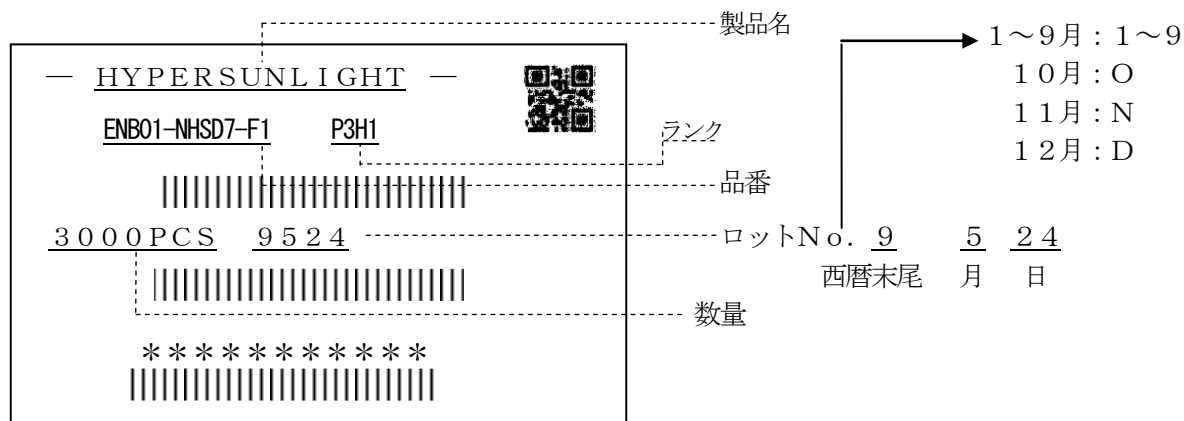 製品名
1～9月：1～9
― HYPERSUNLIGHT ―
10月：O
ENB01-NHSD7-F1 P3H1
ランク
11月：N
12月：D
品番
3000PCS 9524
ロットNo. 9 5 24
西暦末尾 月 日
数量
＊＊＊＊＊＊＊＊＊＊＊